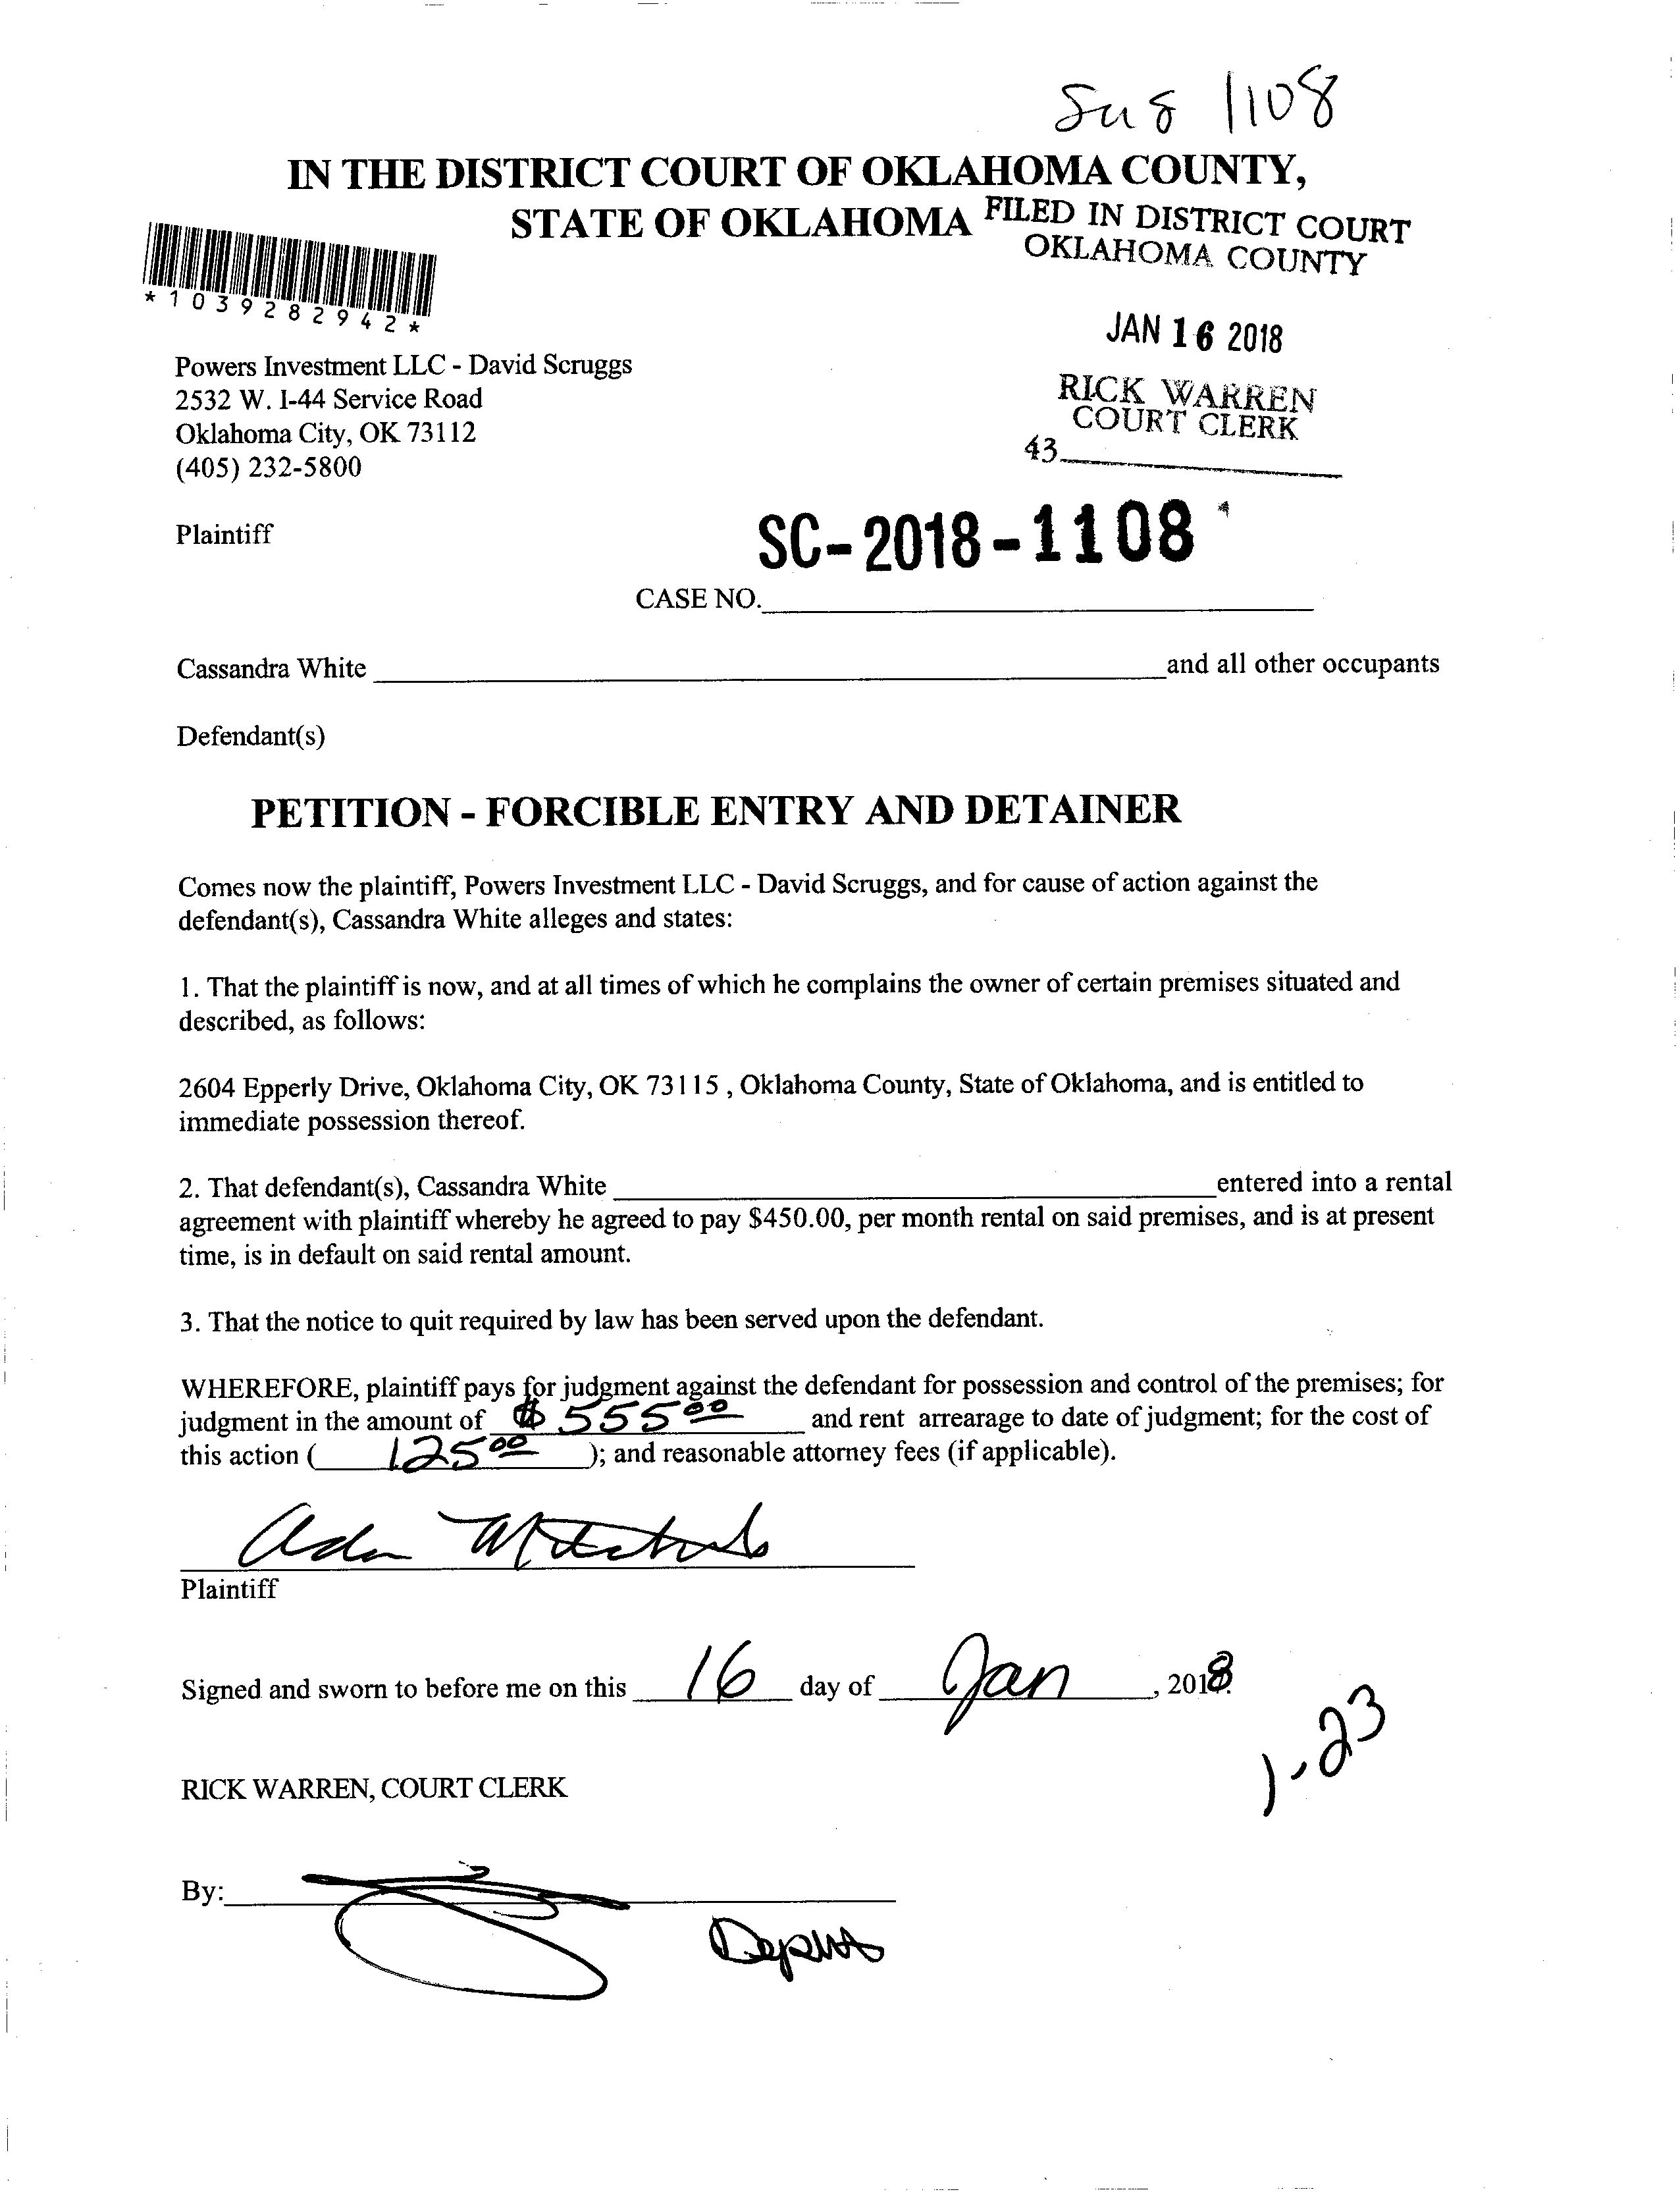 1108
IN THE DISTRICT COURT OF OKLAHOMA COUNTY,
STATE OF OKLAHOMA
FILED IN DISTRICT COURT
OKLAHOMA COUNTY
*1039282942*
JAN 16 2018
RICK WARREN
COURT CLERK
43
Powers Investment LLC - David Scruggs
2532 W. I-44 Service Road
Oklahoma City, OK 73112
(405) 232-5800
Plaintiff
SC-2018-1108
CASE NO.
Cassandra White and all other occupants
Defendant(s)
PETITION - FORCIBLE ENTRY AND DETAINER
Comes now the plaintiff, Powers Investment LLC - David Scruggs, and for cause of action against the
defendant(s), Cassandra White alleges and states:
1. That the plaintiff is now, and at all times of which he complains the owner of certain premises situated and
described, as follows:
2604 Epperly Drive, Oklahoma City, OK 73115 , Oklahoma County, State of Oklahoma, and is entitled to
immediate possession thereof.
2. That defendant(s), Cassandra White entered into a rental
agreement with plaintiff whereby he agreed to pay $450.00, per month rental on said premises, and is at present
time, is in default on said rental amount.
3. That the notice to quit required by law has been served upon the defendant.
WHEREFORE, plaintiff pays for judgment against the defendant for possession and control of the premises; for
judgment in the amount of $ 555 00 and rent arrearage to date of judgment; for the cost of
this action ( 125 00 ); and reasonable attorney fees (if applicable).
Plaintiff
Signed and sworn to before me on this 16 day of Jan , 2018
1-23
RICK WARREN, COURT CLERK
By: